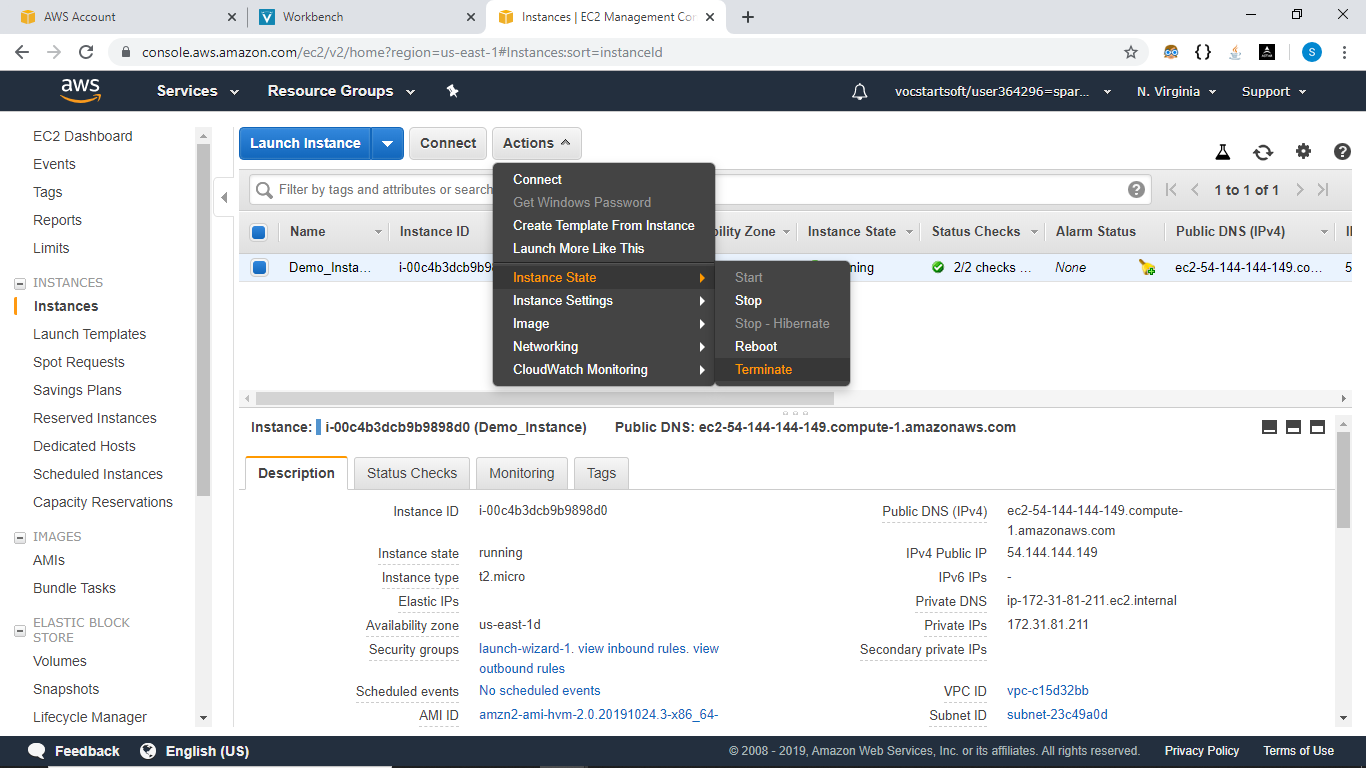 AWS Account
Workbench
Instances | EC2 Management Cor
console.aws.amazon.com/ec2/v2/home?region=us-east-1#Instances:sort=instanceId
S
aws
Services
Resource Groups
vocstartsoft/user364296=spar...
N. Virginia
Support
EC2 Dashboard
Events
Tags
Reports
Limits
INSTANCES
Instances
Launch Templates
Spot Requests
Savings Plans
Reserved Instances
Dedicated Hosts
Scheduled Instances
Capacity Reservations
IMAGES
AMIs
Bundle Tasks
ELASTIC BLOCK
STORE
Volumes
Snapshots
Lifecycle Manager
Launch Instance
Connect
Actions
Filter by tags and attributes or search
1 to 1 of 1
Name
Instance ID
bility Zone
Instance State
Status Checks
Alarm Status
Public DNS (IPv4)
Demo_Insta...
i-00c4b3dcb9b9
nning
2/2 checks ...
None
ec2-54-144-144-149.co...
5
Connect
Get Windows Password
Create Template From Instance
Launch More Like This
Instance State
Instance Settings
Image
Networking
CloudWatch Monitoring
Start
Stop
Stop - Hibernate
Reboot
Terminate
Instance: i-00c4b3dcb9b9898d0 (Demo_Instance) Public DNS: ec2-54-144-144-149.compute-1.amazonaws.com
Description
Status Checks
Monitoring
Tags
Instance ID i-00c4b3dcb9b9898d0
Instance state running
Instance type t2.micro
Elastic IPs
Availability zone us-east-1d
Security groups launch-wizard-1. view inbound rules. view
outbound rules
Scheduled events No scheduled events
AMI ID amzn2-ami-hvm-2.0.20191024.3-x86_64-
Public DNS (IPv4) ec2-54-144-144-149.compute-
1.amazonaws.com
IPv4 Public IP 54.144.144.149
IPv6 IPs -
Private DNS ip-172-31-81-211.ec2.internal
Private IPs 172.31.81.211
Secondary private IPs
VPC ID vpc-c15d32bb
Subnet ID subnet-23c49a0d
Feedback
English (US)
© 2008 - 2019, Amazon Web Services, Inc. or its affiliates. All rights reserved.
Privacy Policy
Terms of Use